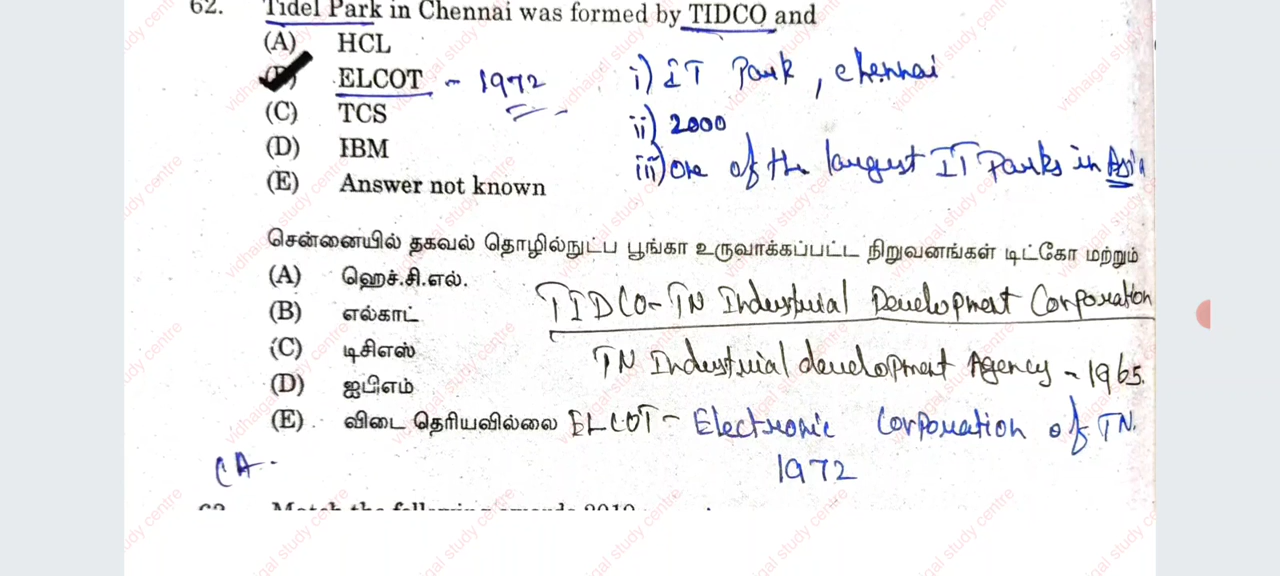 62. Tidel Park in Chennai was formed by TIDCO and
(A) HCL
(B) ELCOT - 1972
(C) TCS
(D) IBM
(E) Answer not known
i) IT Park, chennai
ii) 2000
iii) One of the largest IT Parks in Asia
சென்னையில் தகவல் தொழில்நுட்ப பூங்கா உருவாக்கப்பட்ட நிறுவனங்கள் டிட்கோ மற்றும்
(A) ஹெச்.சி.எல்.
(B) எல்காட்
(C) டிசிஎஸ்
(D) ஐபிஎம்
(E) விடை தெரியவில்லை
TIDCO - TN Industrial Development Corporation
TN Industrial development Agency - 1965.
ELCOT - Electronic Corporation of TN.
1972
CA.
vidhaigal study centre